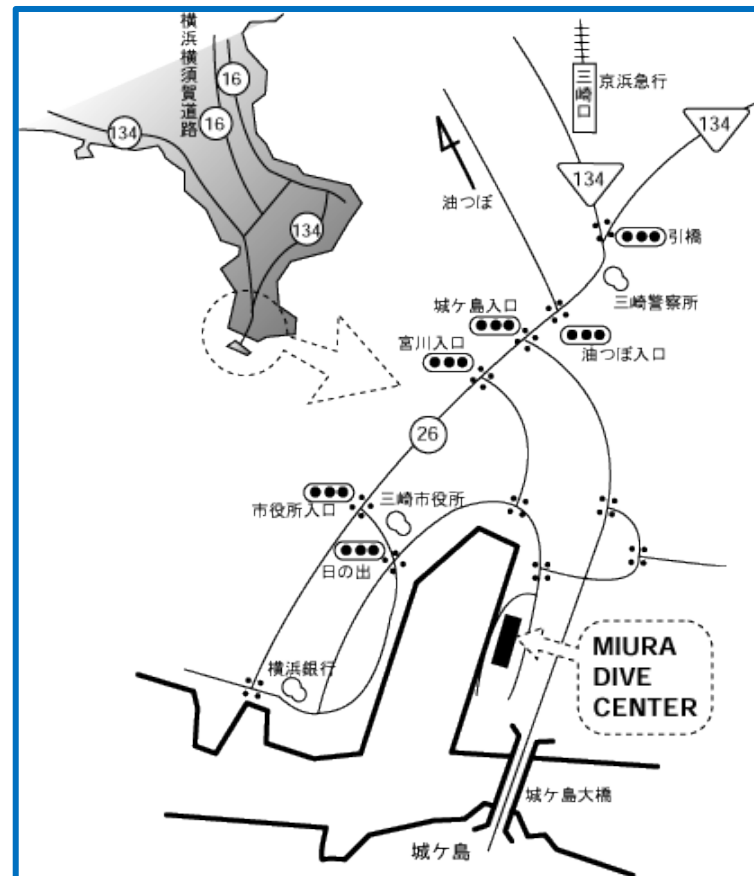 横浜横須賀道路
16
16
134
134
三崎口
京浜急行
134
134
油つぼ
引橋
三崎警察所
城ケ島入口
油つぼ入口
宮川入口
26
市役所入口
三崎市役所
日の出
横浜銀行
MIURA
DIVE
CENTER
城ケ島大橋
城ケ島